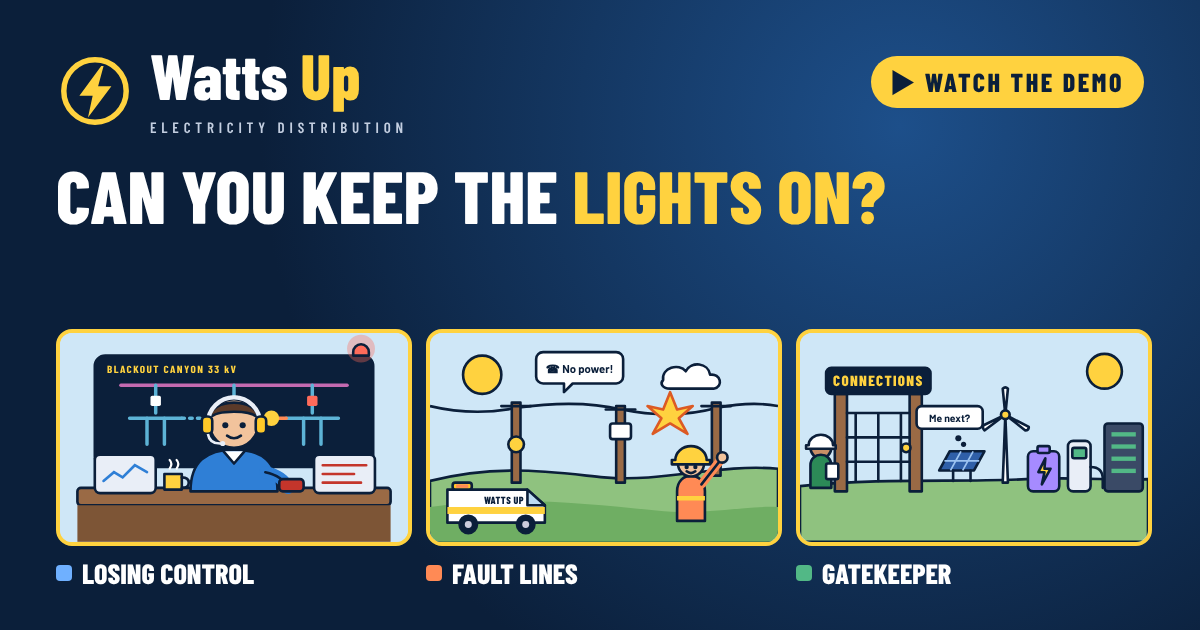 Watts Up
ELECTRICITY DISTRIBUTION
WATCH THE DEMO
CAN YOU KEEP THE LIGHTS ON?
BLACKOUT CANYON 33 kV
☎ No power!
WATTS UP
CONNECTIONS
Me next?
LOSING CONTROL
FAULT LINES
GATEKEEPER